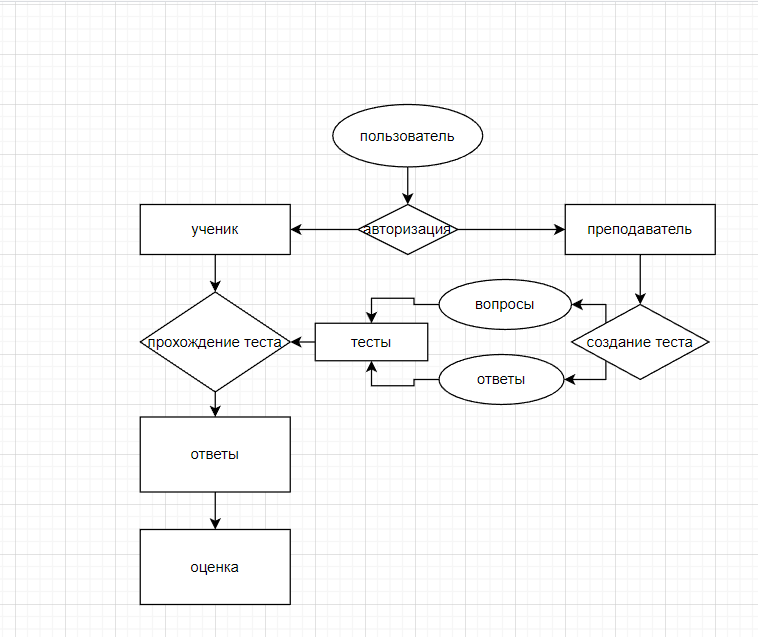 пользователь
ученик
авторизация
преподаватель
вопросы
прохождение теста
тесты
создание теста
ответы
ответы
оценка